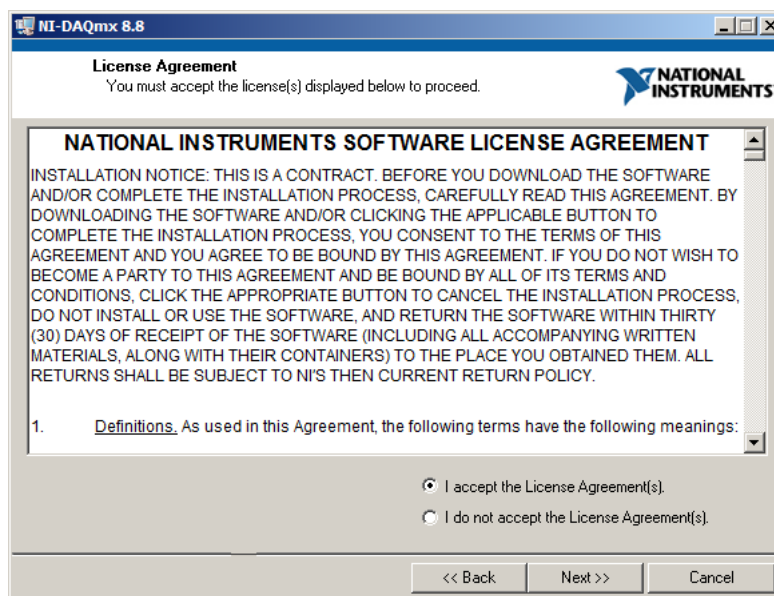 NI-DAQmx 8.8
License Agreement
You must accept the license(s) displayed below to proceed.
NATIONAL
INSTRUMENTS
NATIONAL INSTRUMENTS SOFTWARE LICENSE AGREEMENT
INSTALLATION NOTICE: THIS IS A CONTRACT. BEFORE YOU DOWNLOAD THE SOFTWARE
AND/OR COMPLETE THE INSTALLATION PROCESS, CAREFULLY READ THIS AGREEMENT. BY
DOWNLOADING THE SOFTWARE AND/OR CLICKING THE APPLICABLE BUTTON TO
COMPLETE THE INSTALLATION PROCESS, YOU CONSENT TO THE TERMS OF THIS
AGREEMENT AND YOU AGREE TO BE BOUND BY THIS AGREEMENT. IF YOU DO NOT WISH TO
BECOME A PARTY TO THIS AGREEMENT AND BE BOUND BY ALL OF ITS TERMS AND
CONDITIONS, CLICK THE APPROPRIATE BUTTON TO CANCEL THE INSTALLATION PROCESS,
DO NOT INSTALL OR USE THE SOFTWARE, AND RETURN THE SOFTWARE WITHIN THIRTY
(30) DAYS OF RECEIPT OF THE SOFTWARE (INCLUDING ALL ACCOMPANYING WRITTEN
MATERIALS, ALONG WITH THEIR CONTAINERS) TO THE PLACE YOU OBTAINED THEM. ALL
RETURNS SHALL BE SUBJECT TO NI'S THEN CURRENT RETURN POLICY.
1. Definitions. As used in this Agreement, the following terms have the following meanings:
I accept the License Agreement(s).
I do not accept the License Agreement(s).
<< Back
Next >>
Cancel